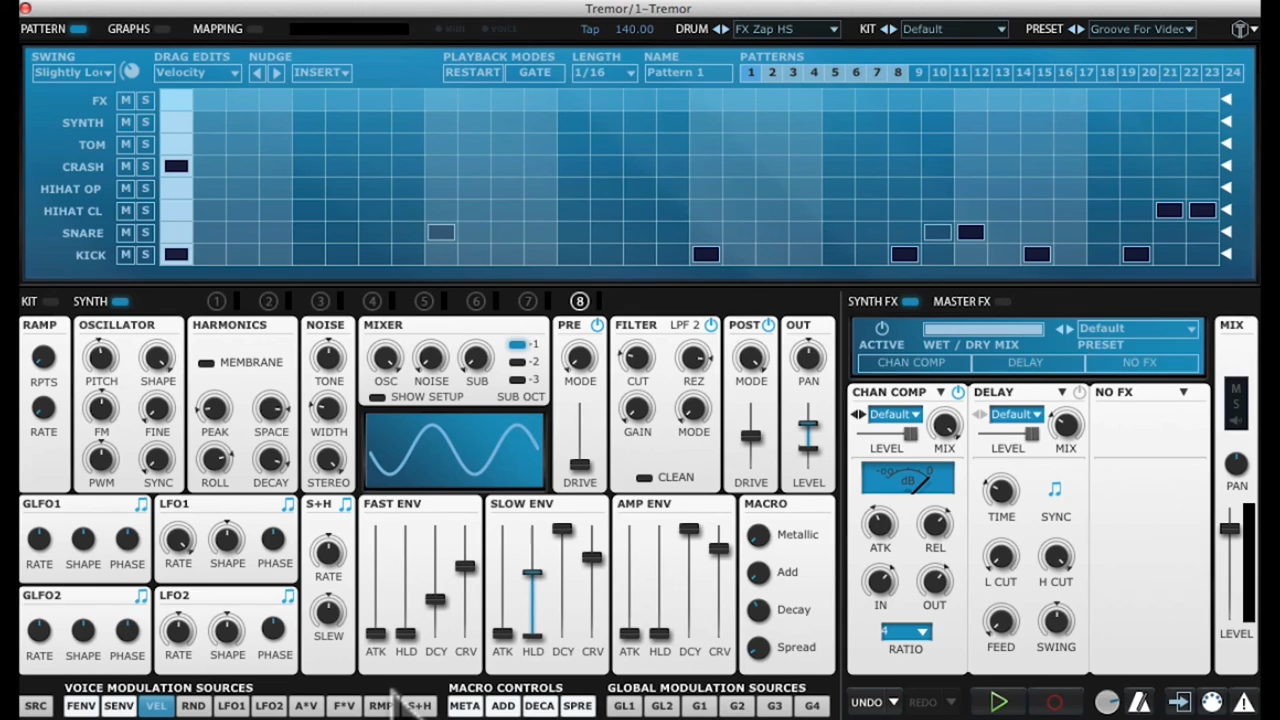 Tremor/1-Tremor
PATTERN GRAPHS MAPPING MIDI VOICE Tap 140.00 DRUM FX Zap HS KIT Default PRESET Groove For Videc
SWING DRAG EDITS NUDGE PLAYBACK MODES LENGTH NAME PATTERNS
Slightly Lo Velocity INSERT RESTART GATE 1/16 Pattern 1 1 2 3 4 5 6 7 8 9 10 11 12 13 14 15 16 17 18 19 20 21 22 23 24
FX M S
SYNTH M S
TOM M S
CRASH M S
HIHAT OP M S
HIHAT CL M S
SNARE M S
KICK M S
KIT SYNTH 1 2 3 4 5 6 7 8 SYNTH FX MASTER FX
RAMP OSCILLATOR HARMONICS NOISE MIXER PRE FILTER LPF 2 POST OUT Default MIX
-1
ACTIVE WET / DRY MIX PRESET
MEMBRANE -2 CHAN COMP DELAY NO FX
RPTS PITCH SHAPE TONE OSC NOISE SUB -3 MODE CUT REZ MODE PAN
SHOW SETUP SUB OCT CHAN COMP DELAY NO FX M
S
Default Default
RATE FM FINE PEAK SPACE WIDTH GAIN MODE
LEVEL MIX LEVEL MIX
dB 0
CLEAN
PWM SYNC ROLL DECAY STEREO DRIVE DRIVE LEVEL PAN
GLFO1 LFO1 S+H FAST ENV SLOW ENV AMP ENV MACRO
TIME SYNC
Metallic
ATK REL
RATE SHAPE PHASE RATE SHAPE PHASE
Add
RATE L CUT H CUT
GLFO2 LFO2 IN OUT
Decay
4
SLEW LEVEL
RATE SHAPE PHASE RATE SHAPE PHASE ATK HLD DCY CRV ATK HLD DCY CRV ATK HLD DCY CRV Spread RATIO FEED SWING
VOICE MODULATION SOURCES MACRO CONTROLS GLOBAL MODULATION SOURCES
SRC FENV SENV VEL RND LFO1 LFO2 A*V F*V RMP S+H META ADD DECA SPRE GL1 GL2 G1 G2 G3 G4 UNDO REDO